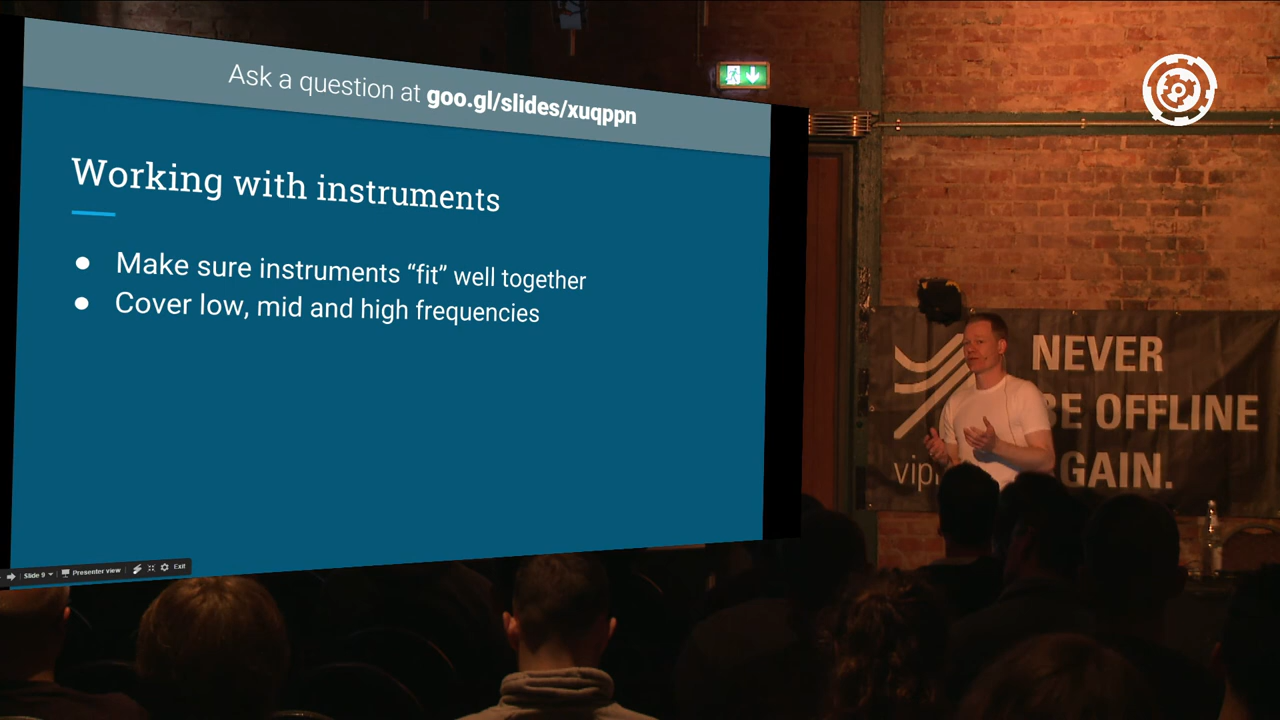 Ask a question at goo.gl/slides/xuqppn
Working with instruments
● Make sure instruments “fit” well together
● Cover low, mid and high frequencies
Slide 9 Presenter view Exit
NEVER
BE OFFLINE
AGAIN.